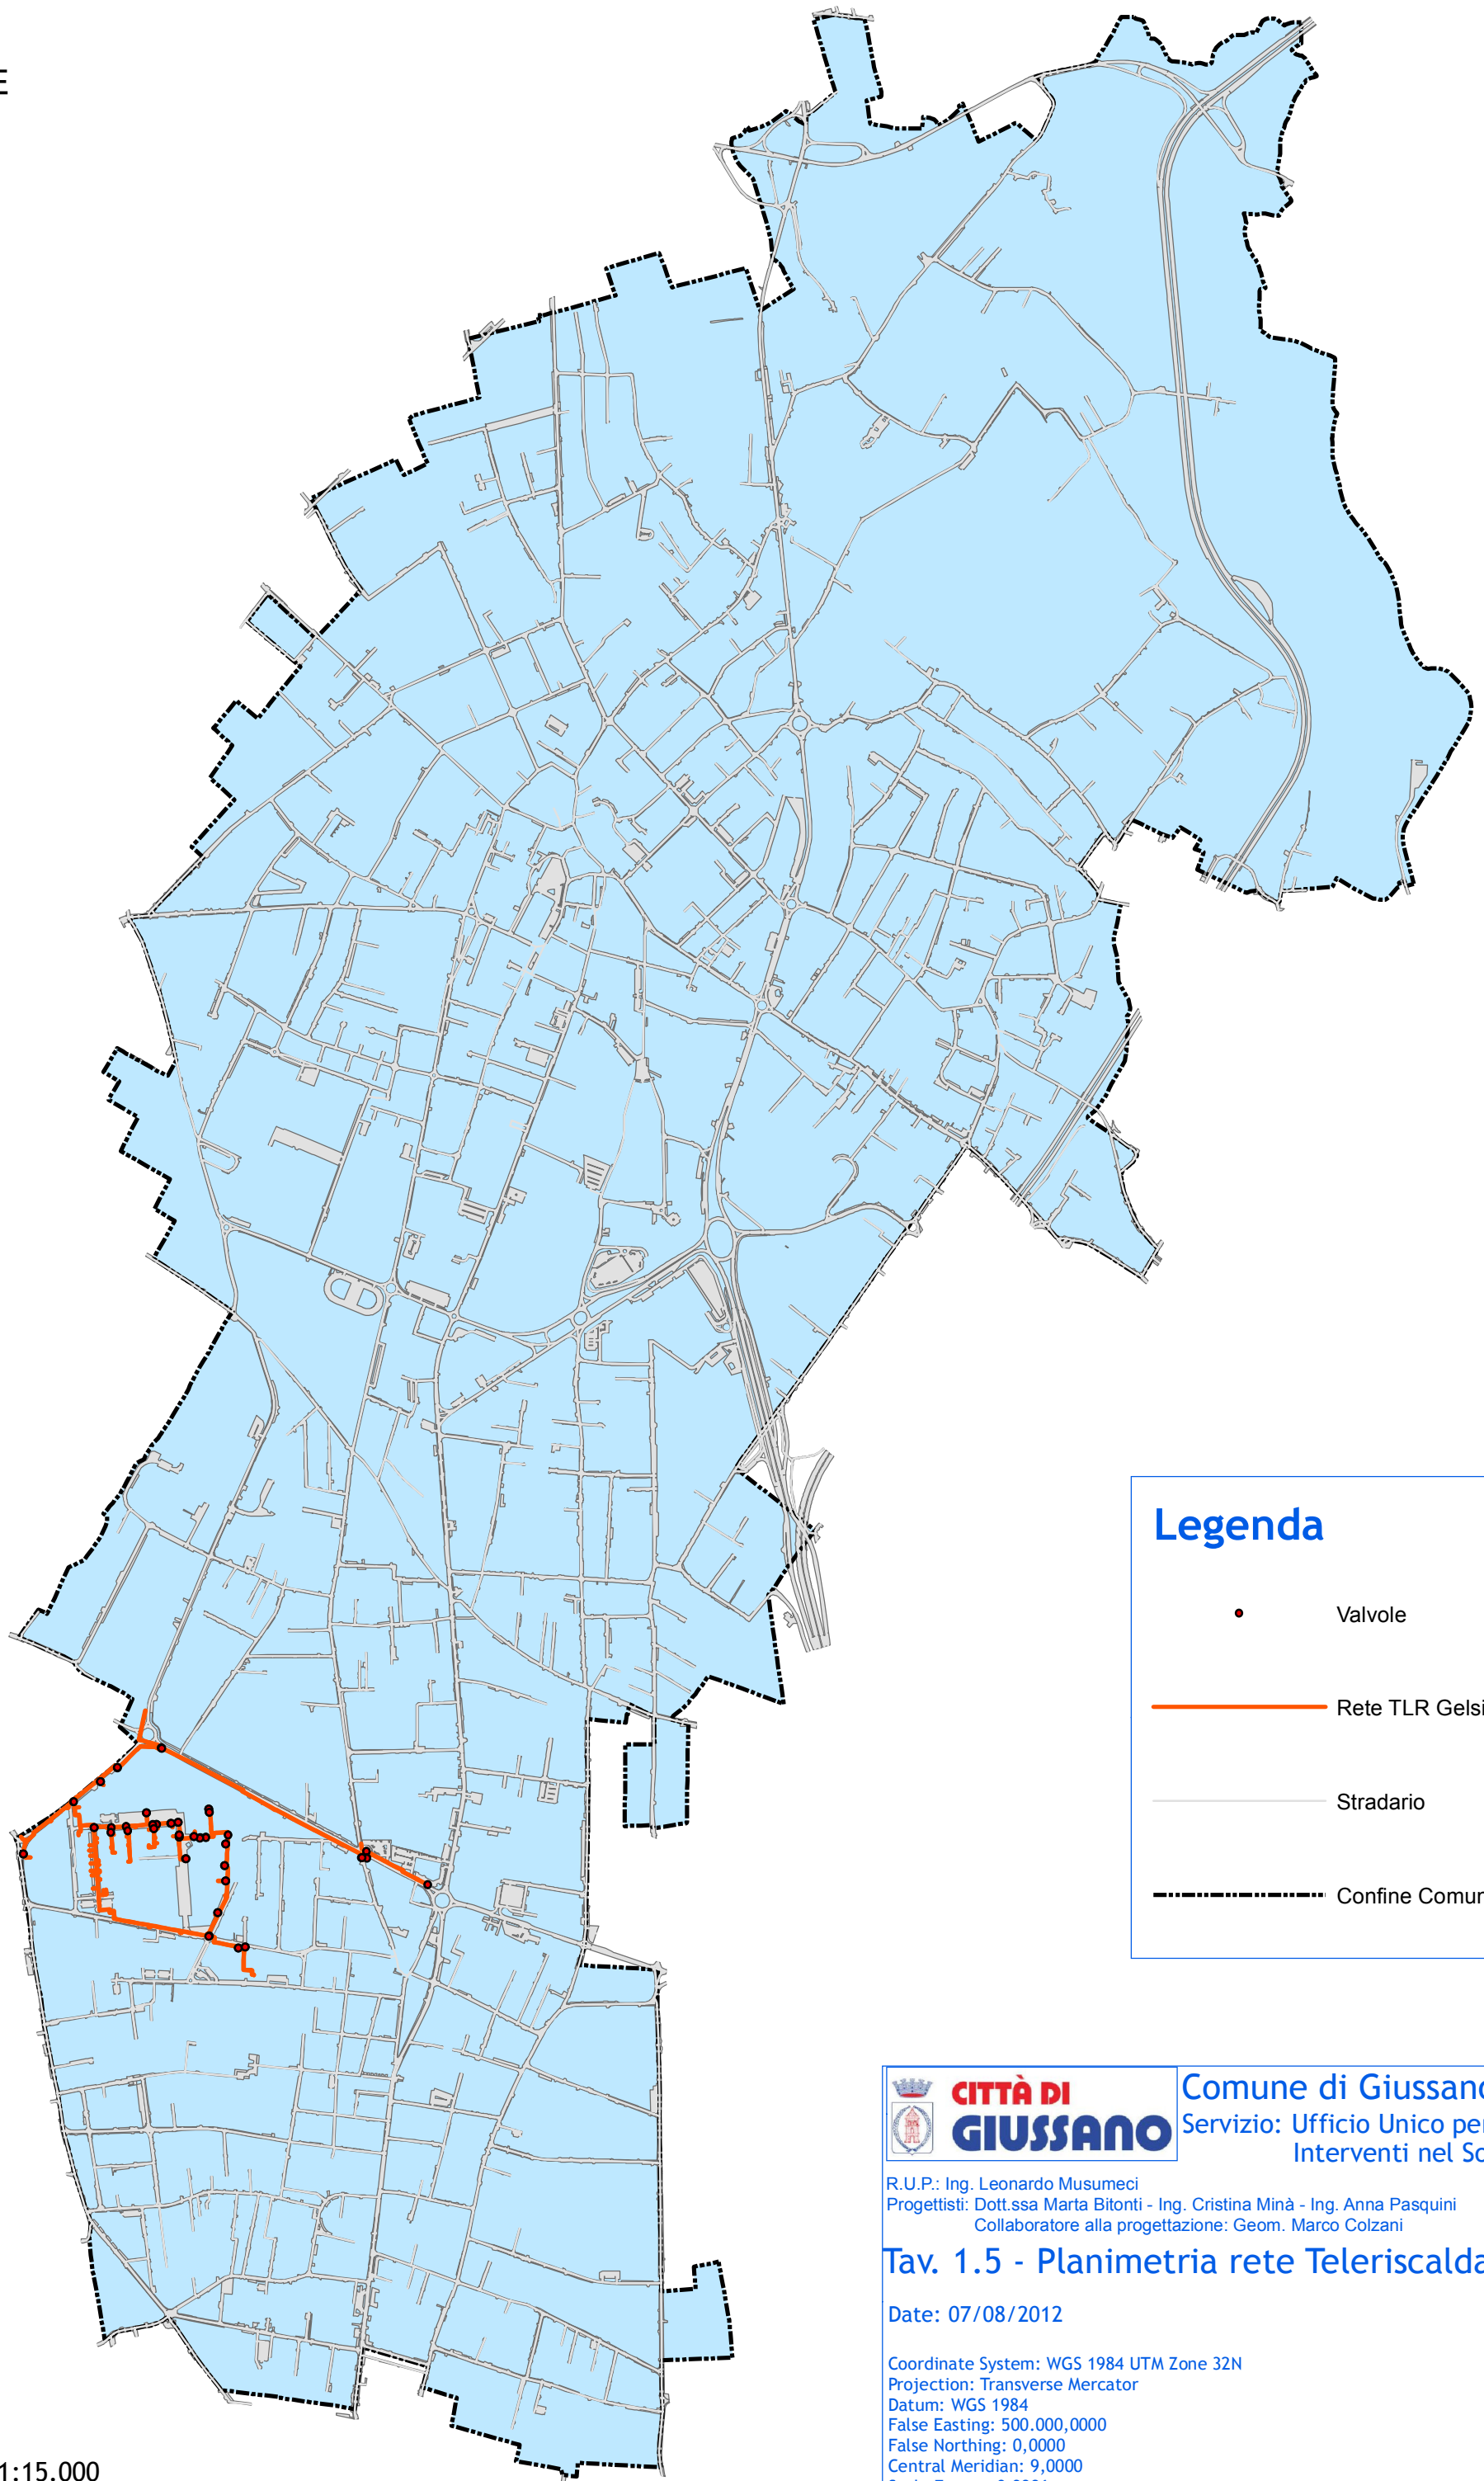 E
Legenda
Valvole
Rete TLR Gelsi
Stradario
Confine Comun
CITTÀ DI
GIUSSANO
Comune di Giussano
Servizio: Ufficio Unico per
Interventi nel So
R.U.P.: Ing. Leonardo Musumeci
Progettisti: Dott.ssa Marta Bitonti - Ing. Cristina Minà - Ing. Anna Pasquini
Collaboratore alla progettazione: Geom. Marco Colzani
Tav. 1.5 - Planimetria rete Teleriscalda
Date: 07/08/2012
Coordinate System: WGS 1984 UTM Zone 32N
Projection: Transverse Mercator
Datum: WGS 1984
False Easting: 500.000,0000
False Northing: 0,0000
Central Meridian: 9,0000
1:15.000